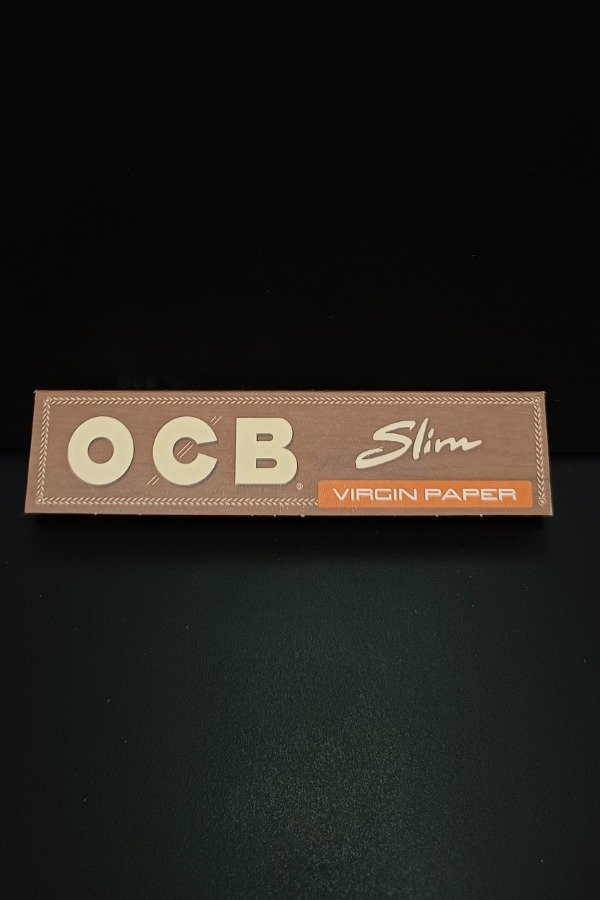 OCB® Slim
VIRGIN PAPER